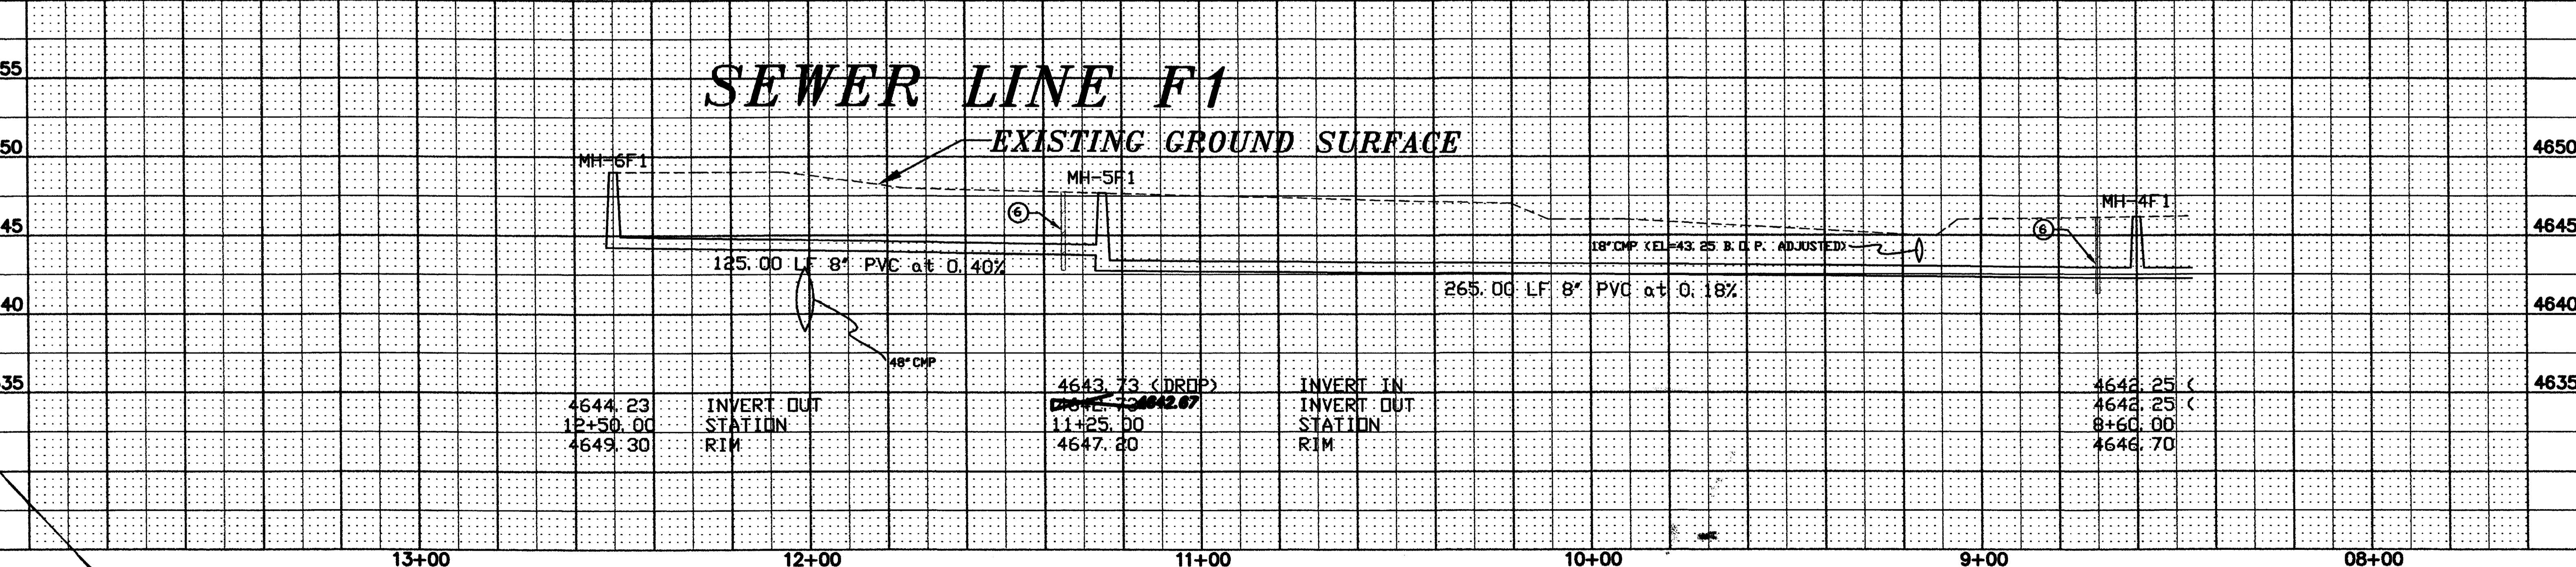 SEWER LINE F1
EXISTING GROUND SURFACE
55
50
45
40
35
4650
4645
4640
4635
MH-6F1
MH-5F1
MH-4F1
6
6
18" CMP (EL=43.25 B.O.P. ADJUSTED)
125.00 LF 8" PVC at 0.40%
265.00 LF 8" PVC at 0.18%
48" CMP
4644.23 INVERT OUT
12+50.00 STATION
4649.30 RIM
4643.73 (DROP) INVERT IN
4642.73 4642.67 INVERT OUT
11+25.00 STATION
4647.20 RIM
4642.25 (
4642.25 (
8+60.00
4646.70
13+00 12+00 11+00 10+00 9+00 08+00